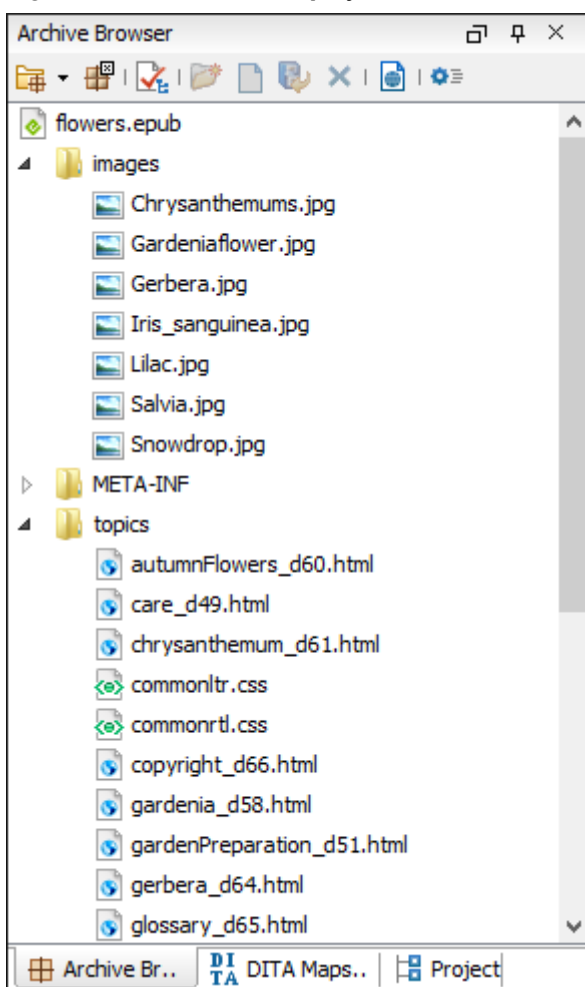 Archive Browser
flowers.epub
images
Chrysanthemums.jpg
Gardeniaflower.jpg
Gerbera.jpg
Iris_sanguinea.jpg
Lilac.jpg
Salvia.jpg
Snowdrop.jpg
META-INF
topics
autumnFlowers_d60.html
care_d49.html
chrysanthemum_d61.html
commonltr.css
commonrtl.css
copyright_d66.html
gardenia_d58.html
gardenPreparation_d51.html
gerbera_d64.html
glossary_d65.html
Archive Br.. DITA DITA Maps.. Project